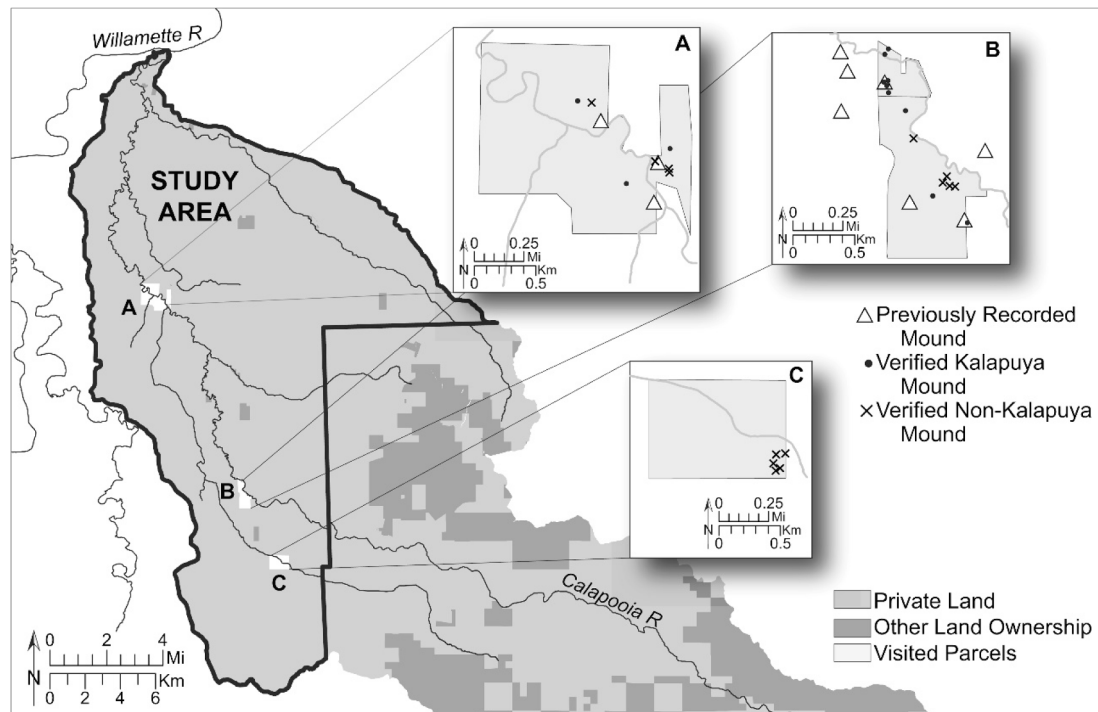 Willamette R
STUDY
AREA
A
B
C
Calapooia R
0 2 4
Mi
Km
0 2 4 6
N
A
0 0.25
Mi
Km
0 0.5
N
B
0 0.25
Mi
Km
0 0.5
N
C
0 0.25
Mi
Km
0 0.5
N
Previously Recorded
Mound
Verified Kalapuya
Mound
Verified Non-Kalapuya
Mound
Private Land
Other Land Ownership
Visited Parcels